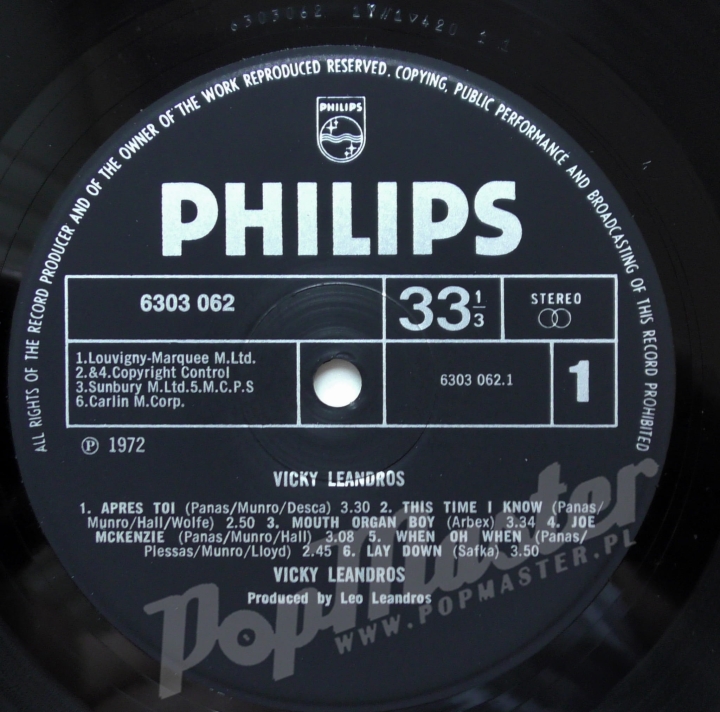 6303062 1Y//1V420 1 1
ALL RIGHTS OF THE RECORD PRODUCER AND OF THE OWNER OF THE WORK REPRODUCED RESERVED. COPYING, PUBLIC PERFORMANCE AND BROADCASTING OF THIS RECORD PROHIBITED
PHILIPS
PHILIPS
6303 062
33 1/3
STEREO
1.Louvigny-Marquee M.Ltd.
2.&4.Copyright Control
3.Sunbury M.Ltd.5.M.C.P.S
6.Carlin M.Corp.
6303 062.1
1
Ⓟ 1972
VICKY LEANDROS
1. APRES TOI (Panas/Munro/Desca) 3.30 2. THIS TIME I KNOW (Panas/
Munro/Hall/Wolfe) 2.50 3. MOUTH ORGAN BOY (Arbex) 3.34 4. JOE
MCKENZIE (Panas/Munro/Hall) 3.08 5. WHEN OH WHEN (Panas/
Plessas/Munro/Lloyd) 2.45 6. LAY DOWN (Safka) 3.50
VICKY LEANDROS
Produced by Leo Leandros
PopMaster
WWW.POPMASTER.PL